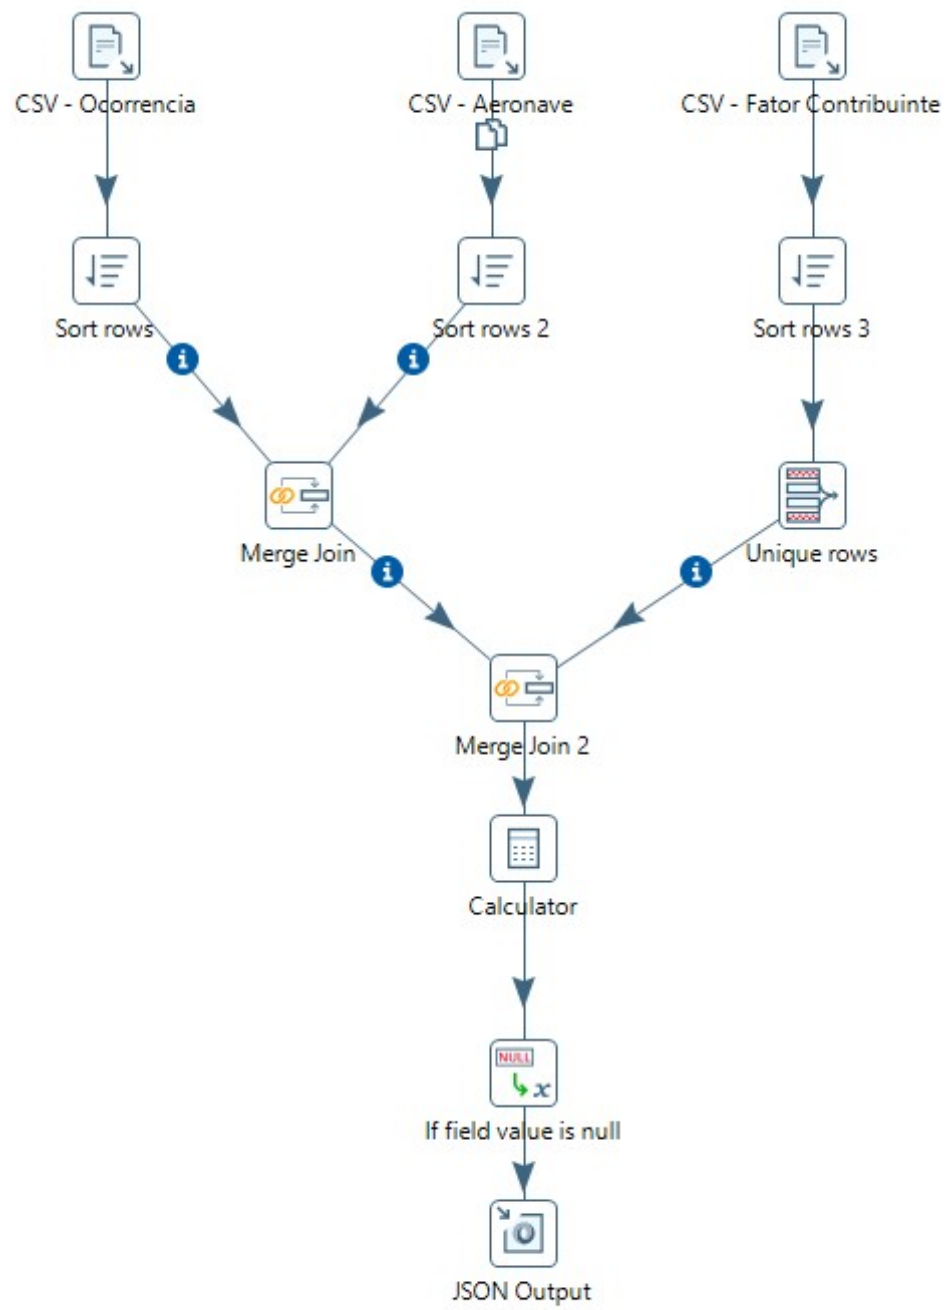 CSV - Ocorrencia
CSV - Aeronave
CSV - Fator Contribuinte
Sort rows
Sort rows 2
Sort rows 3
Merge Join
Unique rows
Merge Join 2
Calculator
NULL
x
If field value is null
JSON Output